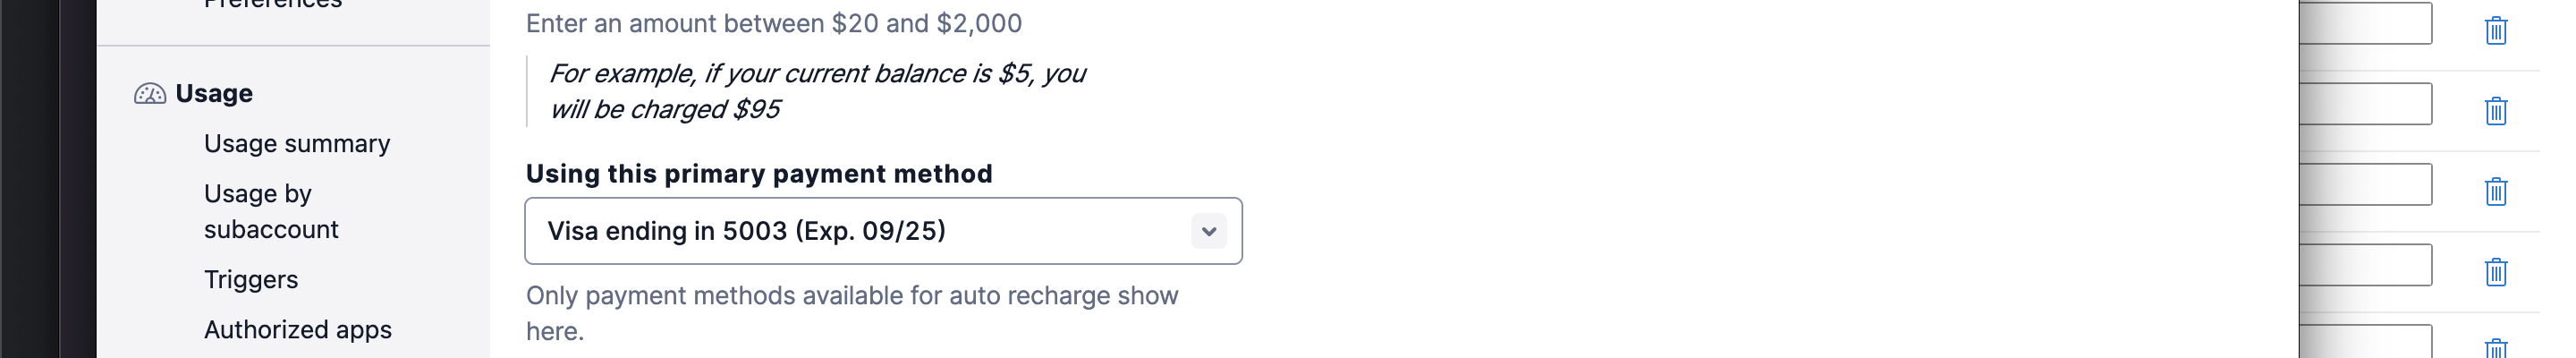 Preferences
Usage
Usage summary
Usage by
subaccount
Triggers
Authorized apps
Enter an amount between $20 and $2,000
For example, if your current balance is $5, you
will be charged $95
Using this primary payment method
Visa ending in 5003 (Exp. 09/25)
Only payment methods available for auto recharge show
here.